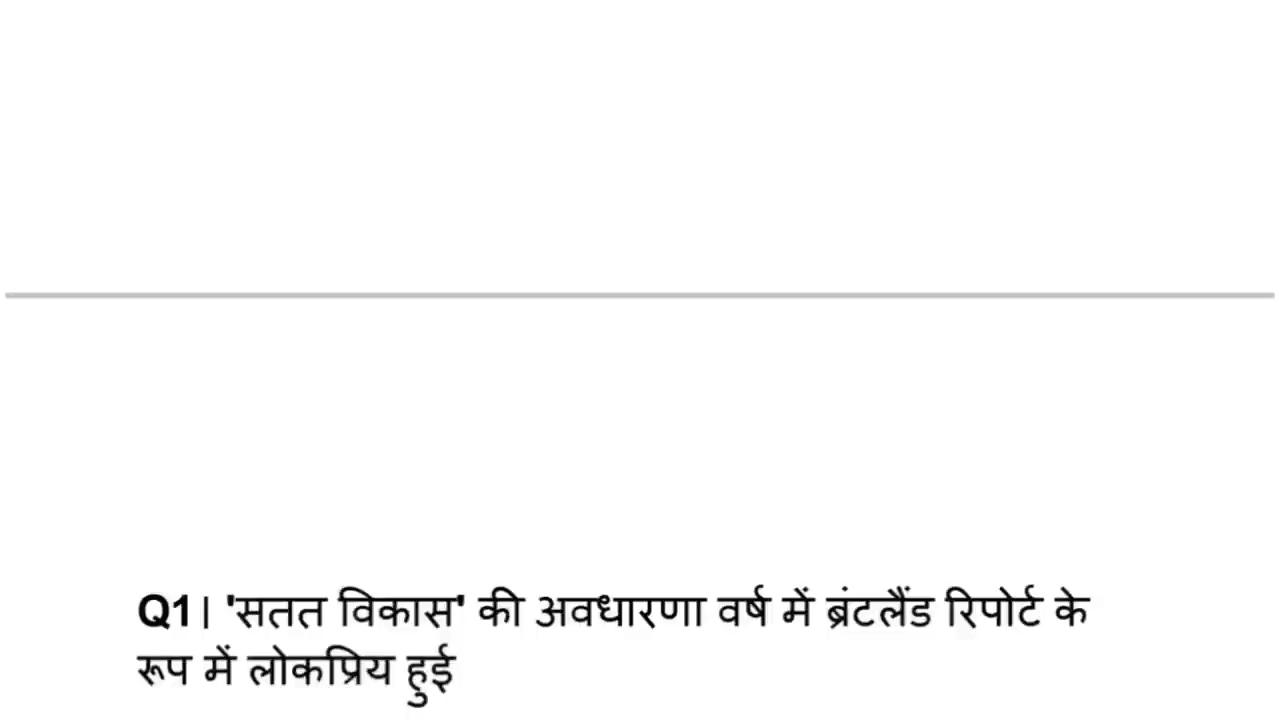 Q1। 'सतत विकास' की अवधारणा वर्ष में ब्रंटलैंड रिपोर्ट के
रूप में लोकप्रिय हुई